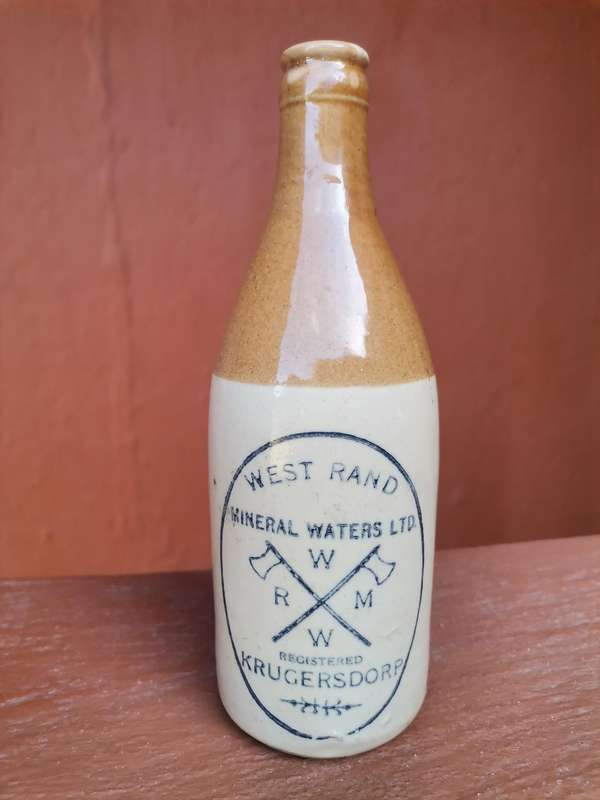 WEST RAND
MINERAL WATERS LTD.
W
R M
W
REGISTERED
KRUGERSDORP